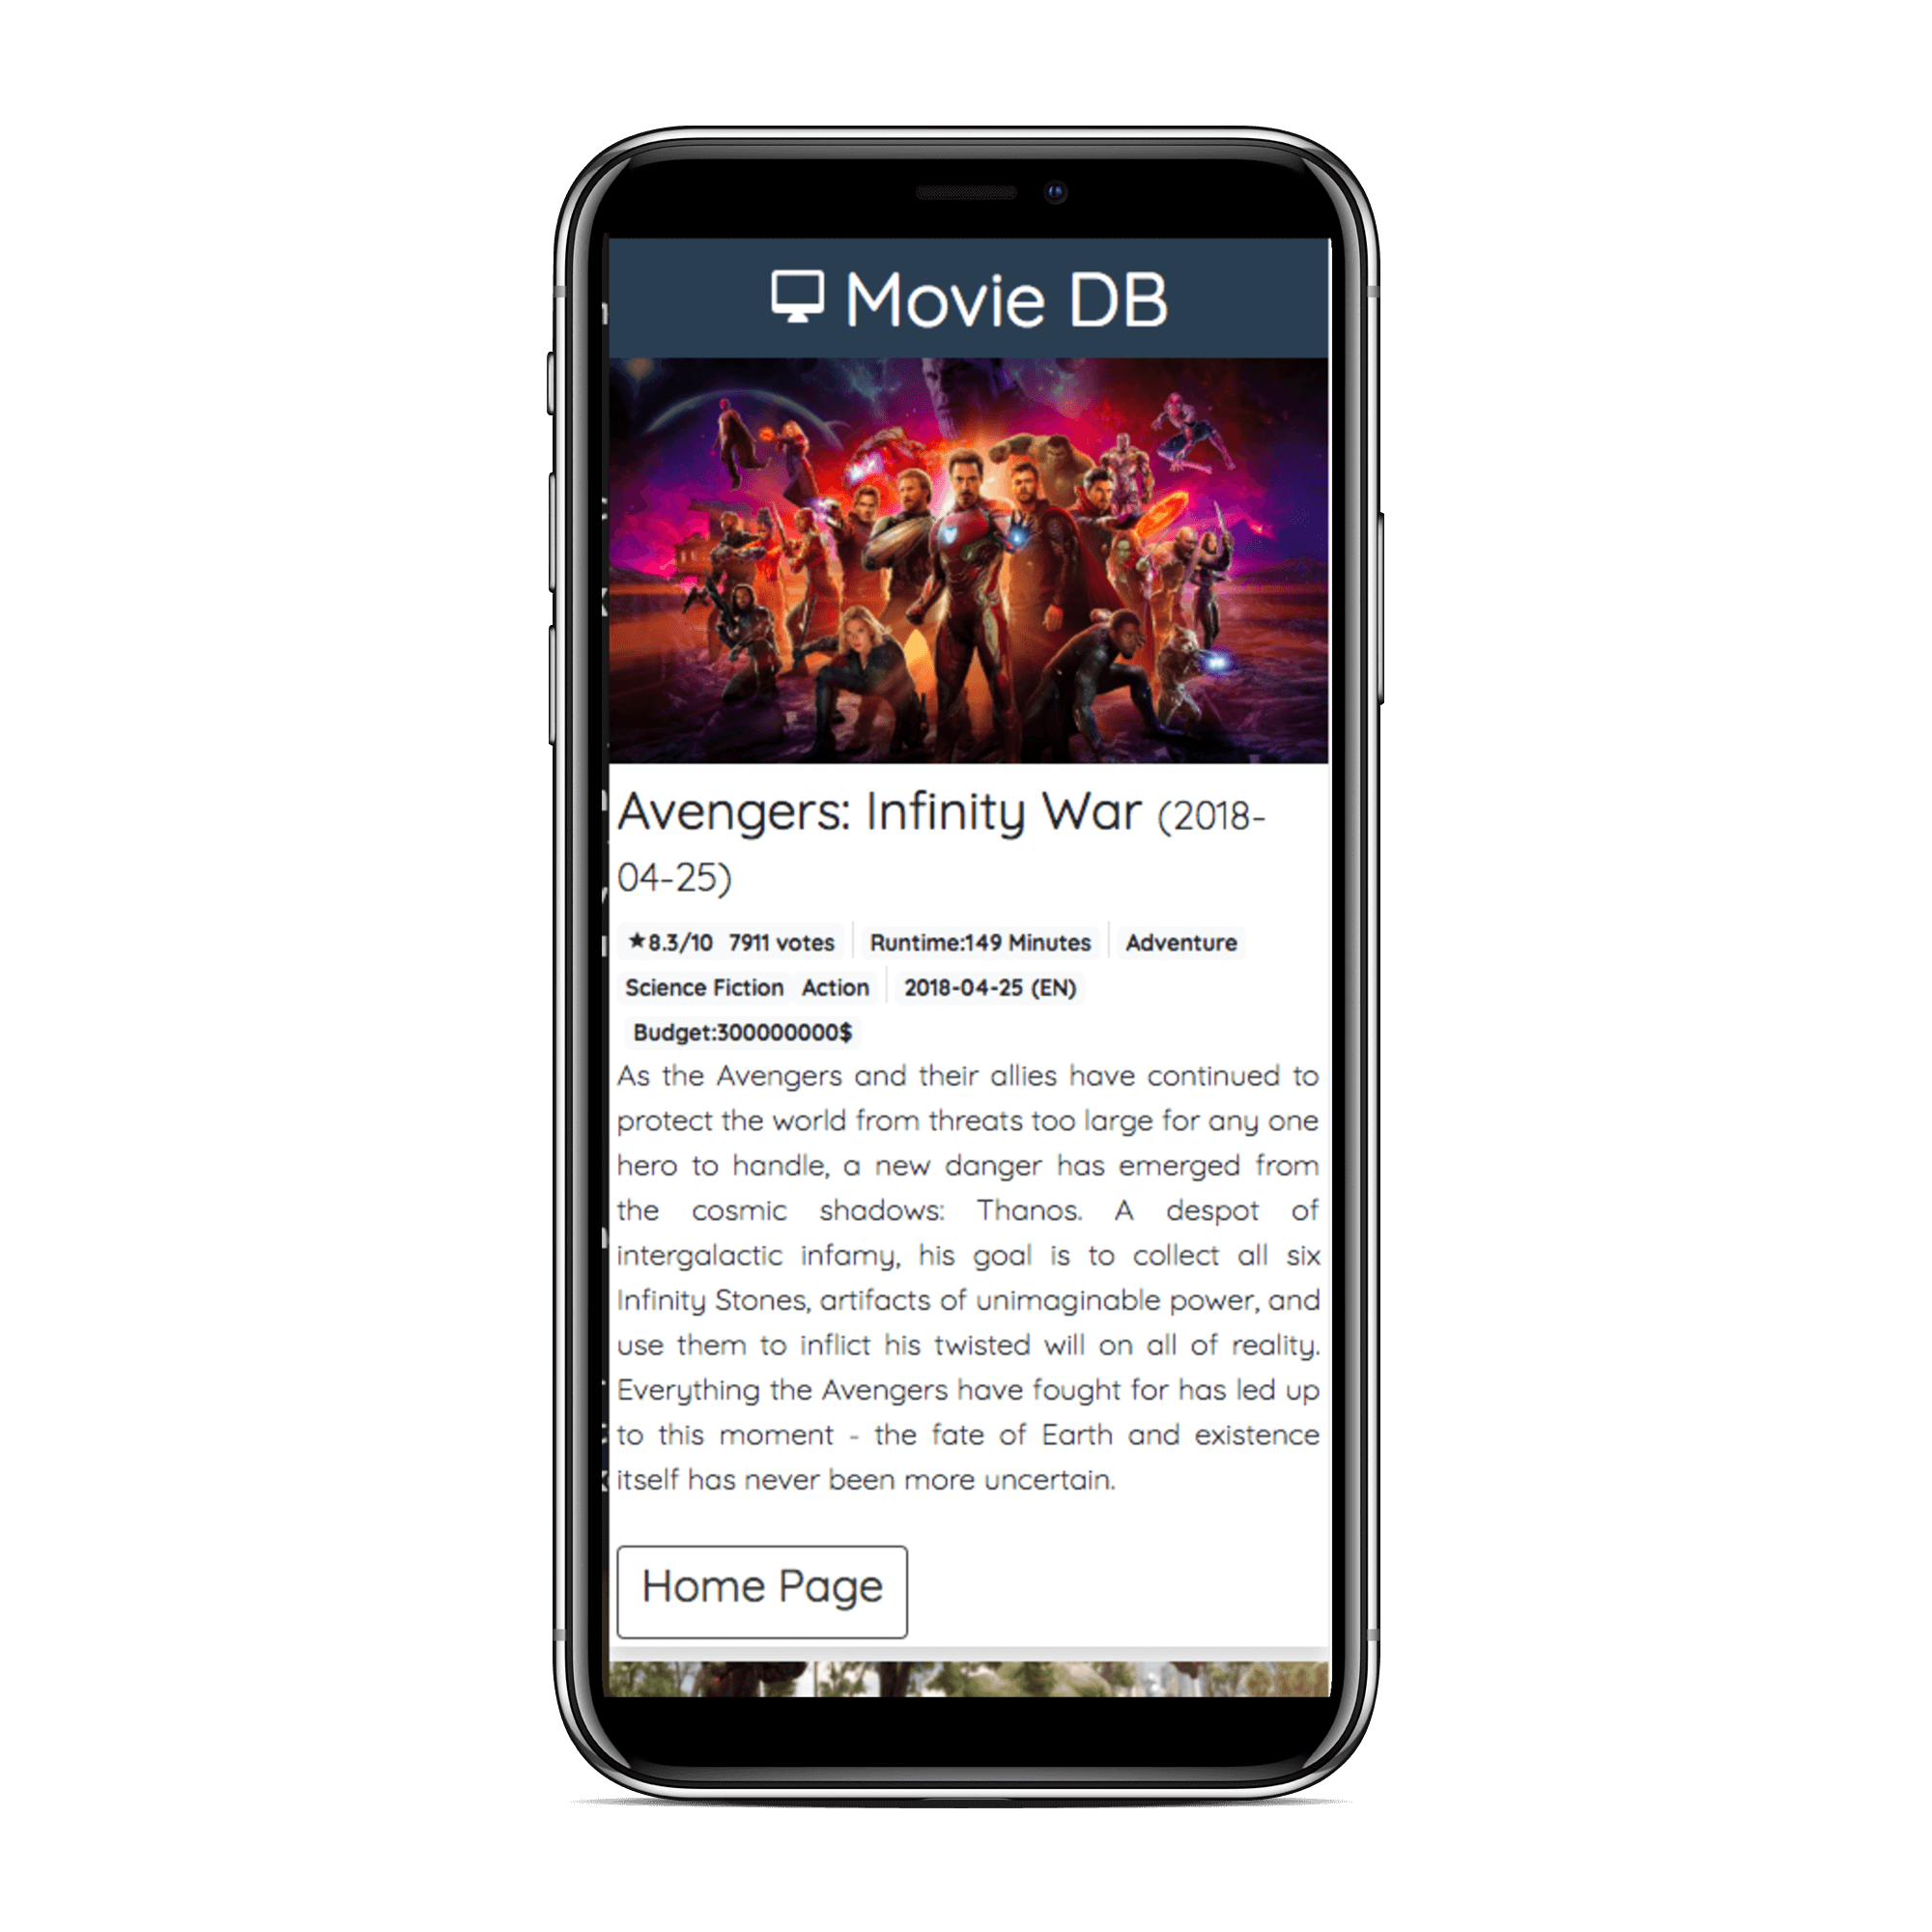 Movie DB
Avengers: Infinity War (2018-
04-25)
★8.3/10 7911 votes Runtime:149 Minutes Adventure
Science Fiction Action 2018-04-25 (EN)
Budget:300000000$
As the Avengers and their allies have continued to
protect the world from threats too large for any one
hero to handle, a new danger has emerged from
the cosmic shadows: Thanos. A despot of
intergalactic infamy, his goal is to collect all six
Infinity Stones, artifacts of unimaginable power, and
use them to inflict his twisted will on all of reality.
Everything the Avengers have fought for has led up
to this moment - the fate of Earth and existence
itself has never been more uncertain.
Home Page